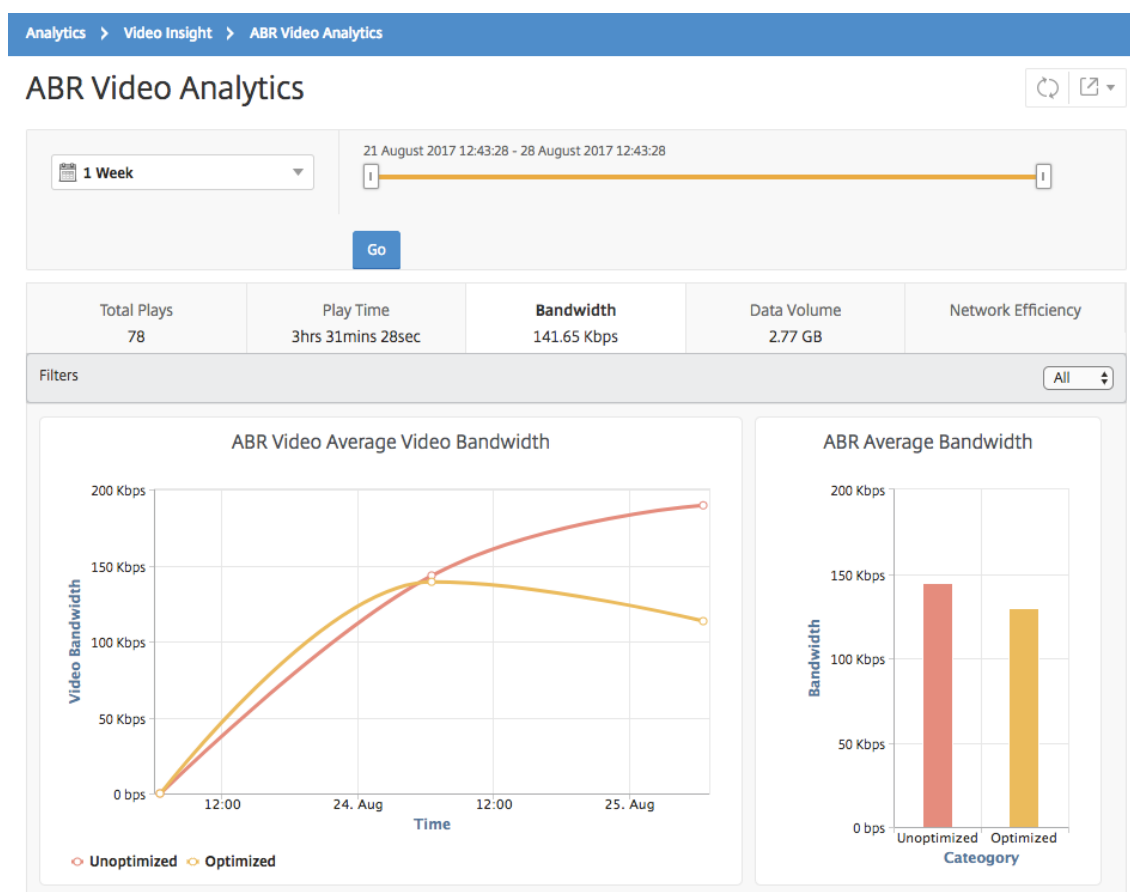 Analytics > Video Insight > ABR Video Analytics
ABR Video Analytics
21 August 2017 12:43:28 - 28 August 2017 12:43:28
1 Week
Go
Total Plays
78
Play Time
3hrs 31mins 28sec
Bandwidth
141.65 Kbps
Data Volume
2.77 GB
Network Efficiency
Filters
All
ABR Video Average Video Bandwidth
200 Kbps
150 Kbps
100 Kbps
50 Kbps
0 bps
Video Bandwidth
12:00 24. Aug 12:00 25. Aug
Time
Unoptimized Optimized
ABR Average Bandwidth
200 Kbps
150 Kbps
100 Kbps
50 Kbps
0 bps
Bandwidth
Unoptimized Optimized
Cateogory